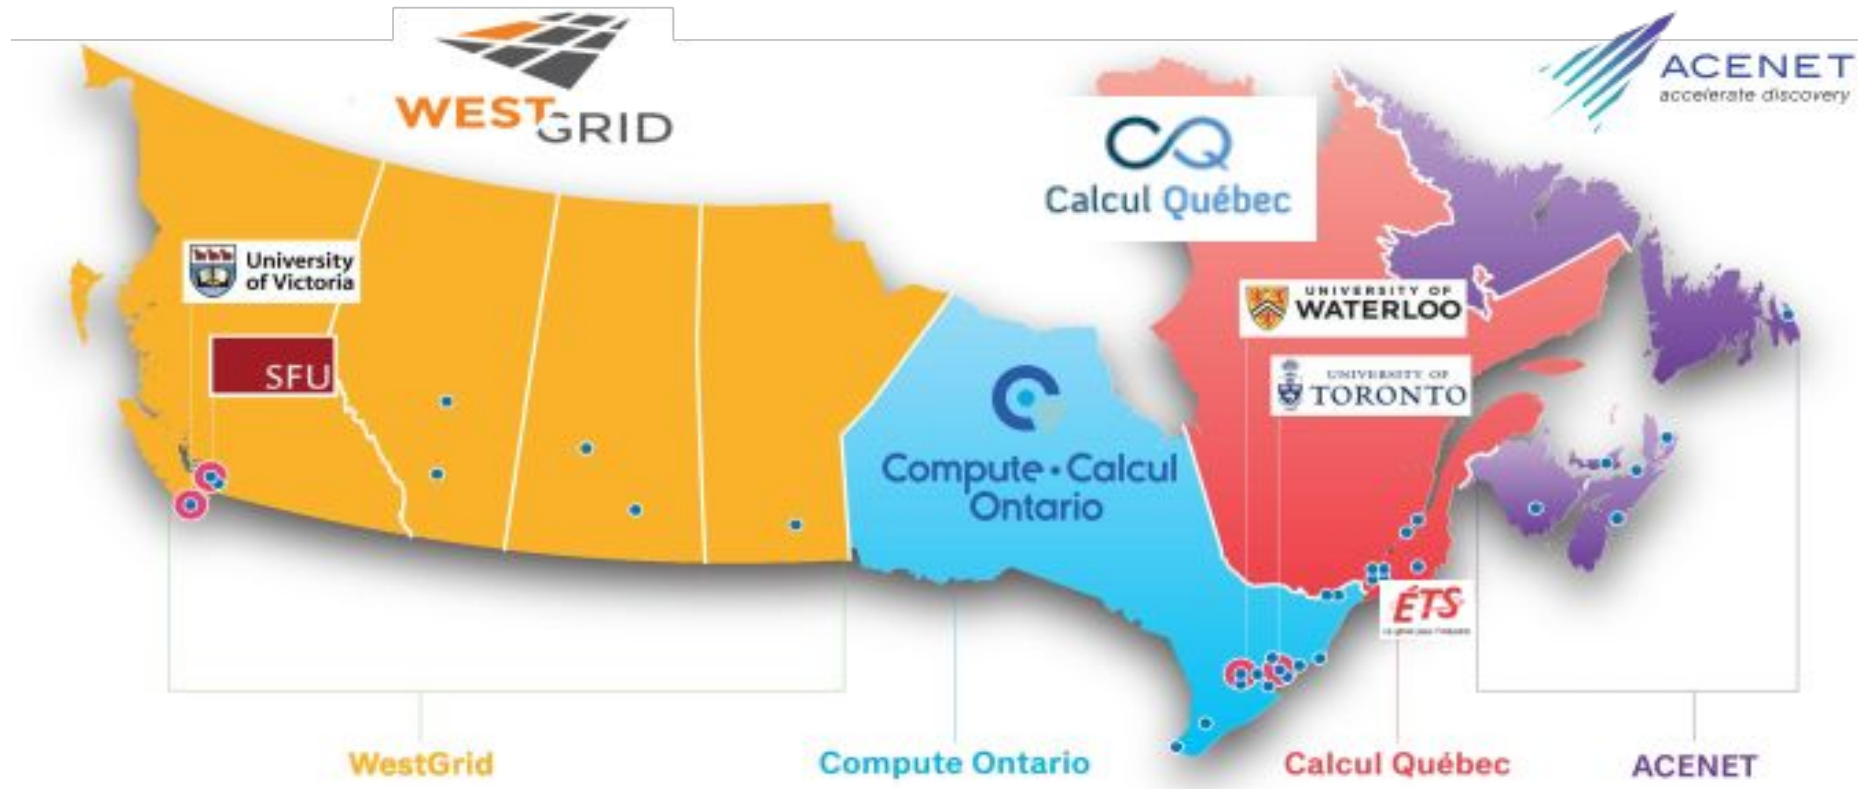 WESTGRID
ACENET
accelerate discovery
CQ
Calcul Québec
University
of Victoria
SFU
UNIVERSITY OF
WATERLOO
UNIVERSITY OF
TORONTO
Compute • Calcul
Ontario
ÉTS
WestGrid
Compute Ontario
Calcul Québec
ACENET